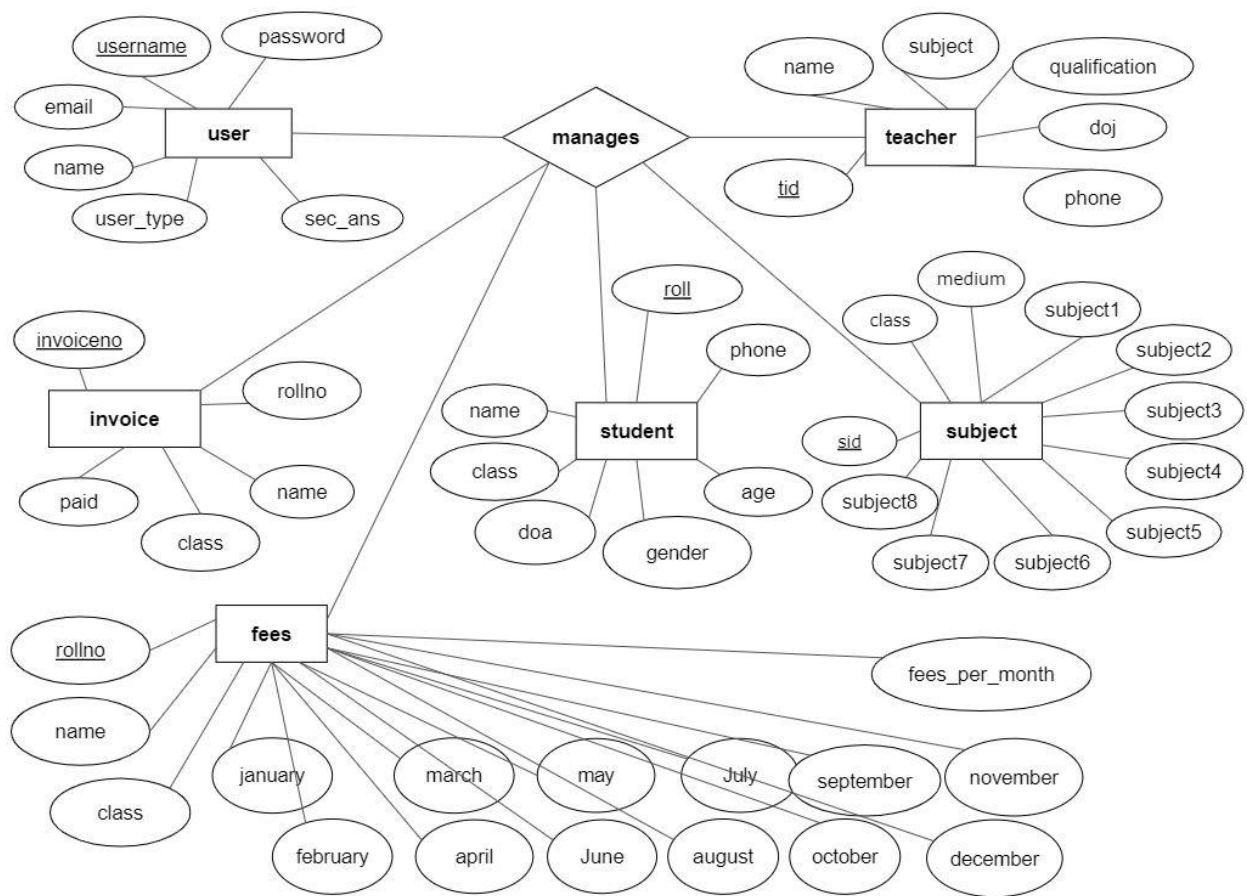 username
password
email
user
name
user_type
sec_ans
manages
name
subject
qualification
teacher
doj
tid
phone
invoiceno
invoice
rollno
paid
name
class
roll
phone
name
student
class
age
doa
gender
medium
class
subject1
subject2
subject3
sid
subject
subject4
subject8
subject5
subject7
subject6
fees
rollno
name
class
fees_per_month
january
march
may
July
september
november
february
april
June
august
october
december